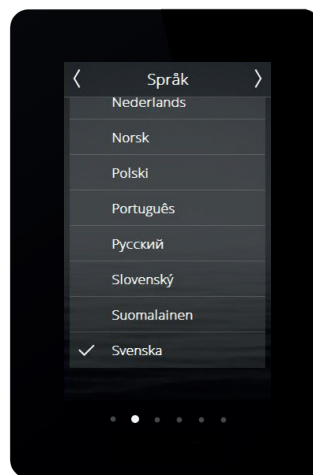 Språk
Nederlands
Norsk
Polski
Português
Русский
Slovenský
Suomalainen
Svenska